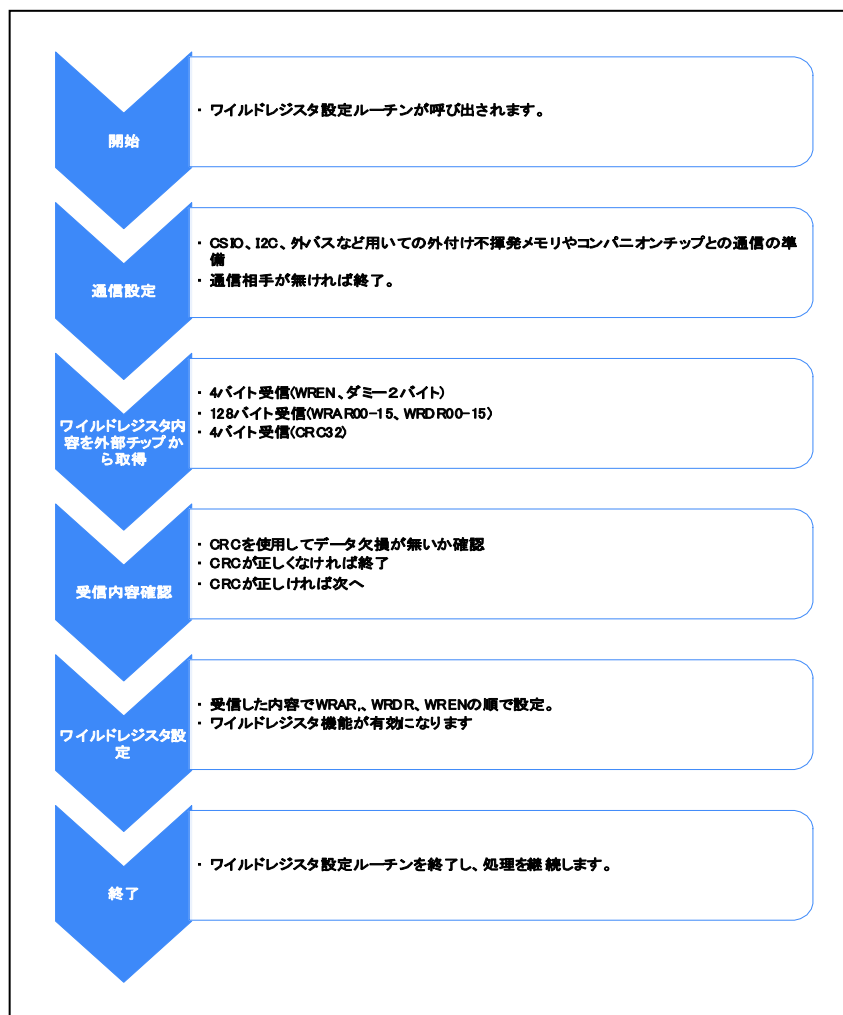 開始
・ ワイルドレジスタ設定ルーチンが呼び出されます。
通信設定
・ CSIO、I2C、外バスなど用いての外付け不揮発メモリやコンパニオンチップとの通信の準
備
・ 通信相手が無ければ終了。
ワイルドレジスタ内
容を外部チップか
ら取得
・ 4バイト受信(WREN、ダミー２バイト)
・ 128バイト受信(WRAR00-15、WRDR00-15)
・ 4バイト受信(CRC32)
受信内容確認
・ CRCを使用してデータ欠損が無いか確認
・ CRCが正しくなければ終了
・ CRCが正しければ次へ
ワイルドレジスタ設
定
・ 受信した内容でWRAR,、WRDR、WRENの順で設定。
・ ワイルドレジスタ機能が有効になります
終了
・ ワイルドレジスタ設定ルーチンを終了し、処理を継続します。